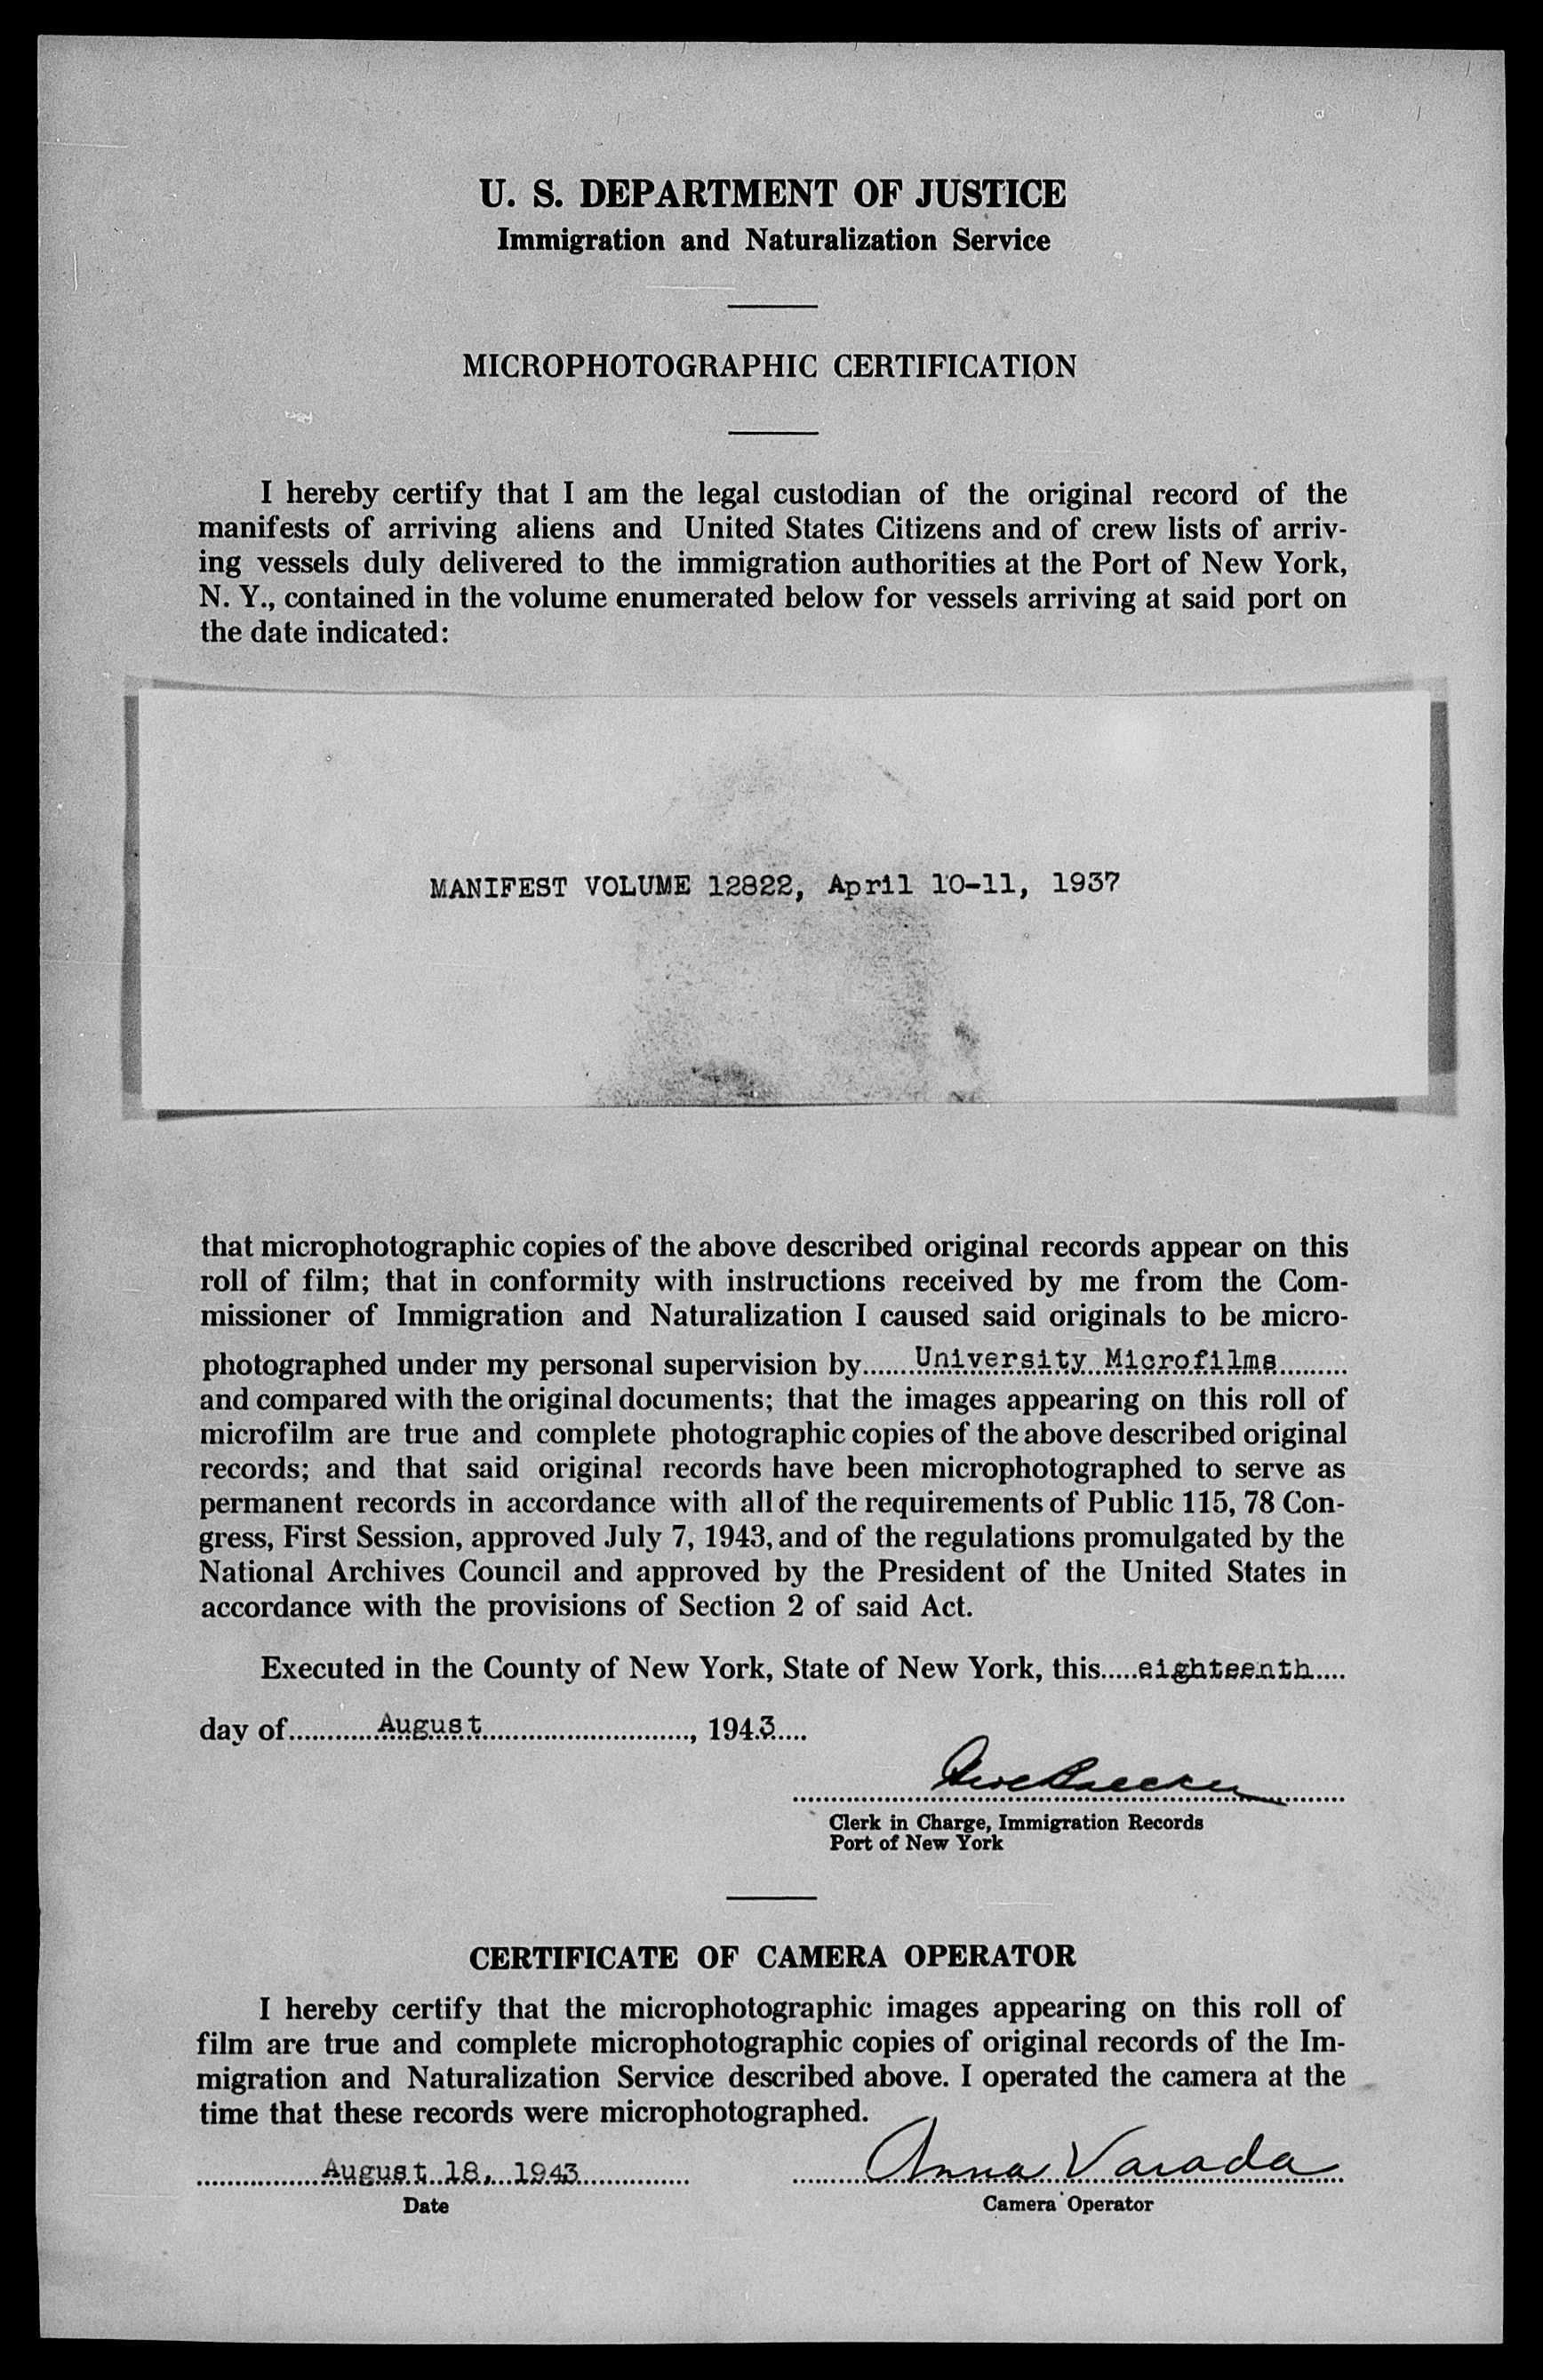 U. S. DEPARTMENT OF JUSTICE
Immigration and Naturalization Service
MICROPHOTOGRAPHIC CERTIFICATION
I hereby certify that I am the legal custodian of the original record of the
manifests of arriving aliens and United States Citizens and of crew lists of arriv-
ing vessels duly delivered to the immigration authorities at the Port of New York,
N. Y., contained in the volume enumerated below for vessels arriving at said port on
the date indicated:
MANIFEST VOLUME 12822, April 10-11, 1937
that microphotographic copies of the above described original records appear on this
roll of film; that in conformity with instructions received by me from the Com-
missioner of Immigration and Naturalization I caused said originals to be micro-
photographed under my personal supervision by......University Microfilms.........
and compared with the original documents; that the images appearing on this roll of
microfilm are true and complete photographic copies of the above described original
records; and that said original records have been microphotographed to serve as
permanent records in accordance with all of the requirements of Public 115, 78 Con-
gress, First Session, approved July 7, 1943, and of the regulations promulgated by the
National Archives Council and approved by the President of the United States in
accordance with the provisions of Section 2 of said Act.
Executed in the County of New York, State of New York, this.....eighteenth....
day of............August..........................., 1943....
Clerk in Charge, Immigration Records
Port of New York
CERTIFICATE OF CAMERA OPERATOR
I hereby certify that the microphotographic images appearing on this roll of
film are true and complete microphotographic copies of original records of the Im-
migration and Naturalization Service described above. I operated the camera at the
time that these records were microphotographed.
August 18, 1943 Anna Varada
Date Camera Operator